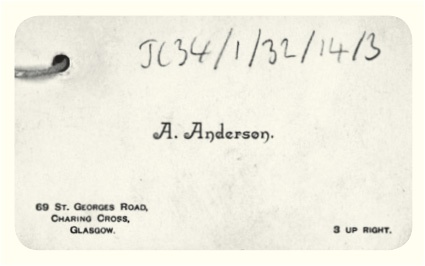 JC34/1/32/14/3
A. Anderson.
69 St. Georges Road,
Charing Cross,
Glasgow.
3 up right.